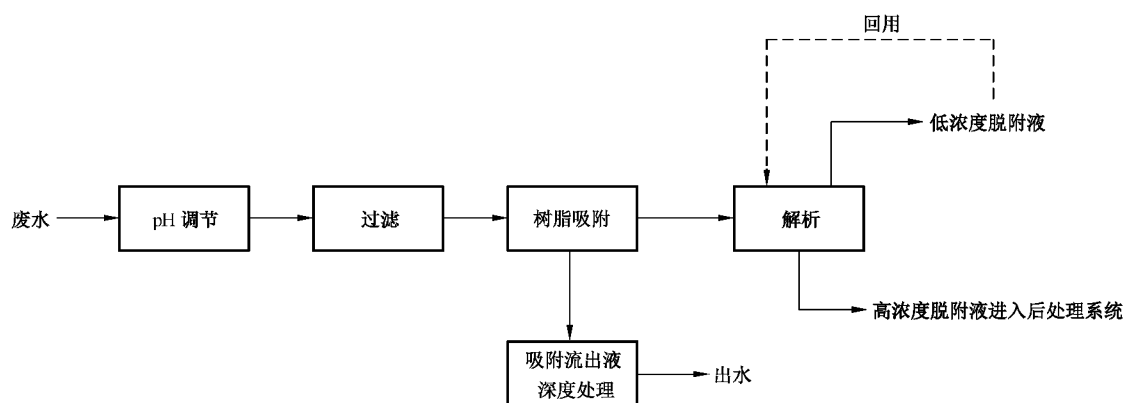 回用
低浓度脱附液
废水
pH 调节
过滤
树脂吸附
解析
高浓度脱附液进入后处理系统
吸附流出液
深度处理
出水